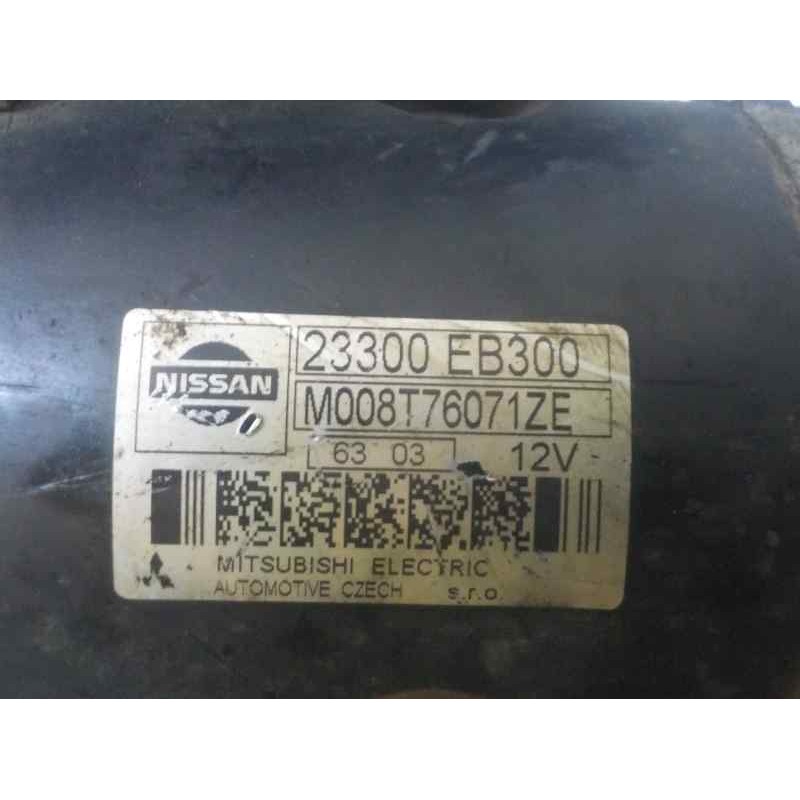 NISSAN
23300 EB300
M008T76071ZE
63 03 12V
MITSUBISHI ELECTRIC
AUTOMOTIVE CZECH s.r.o.